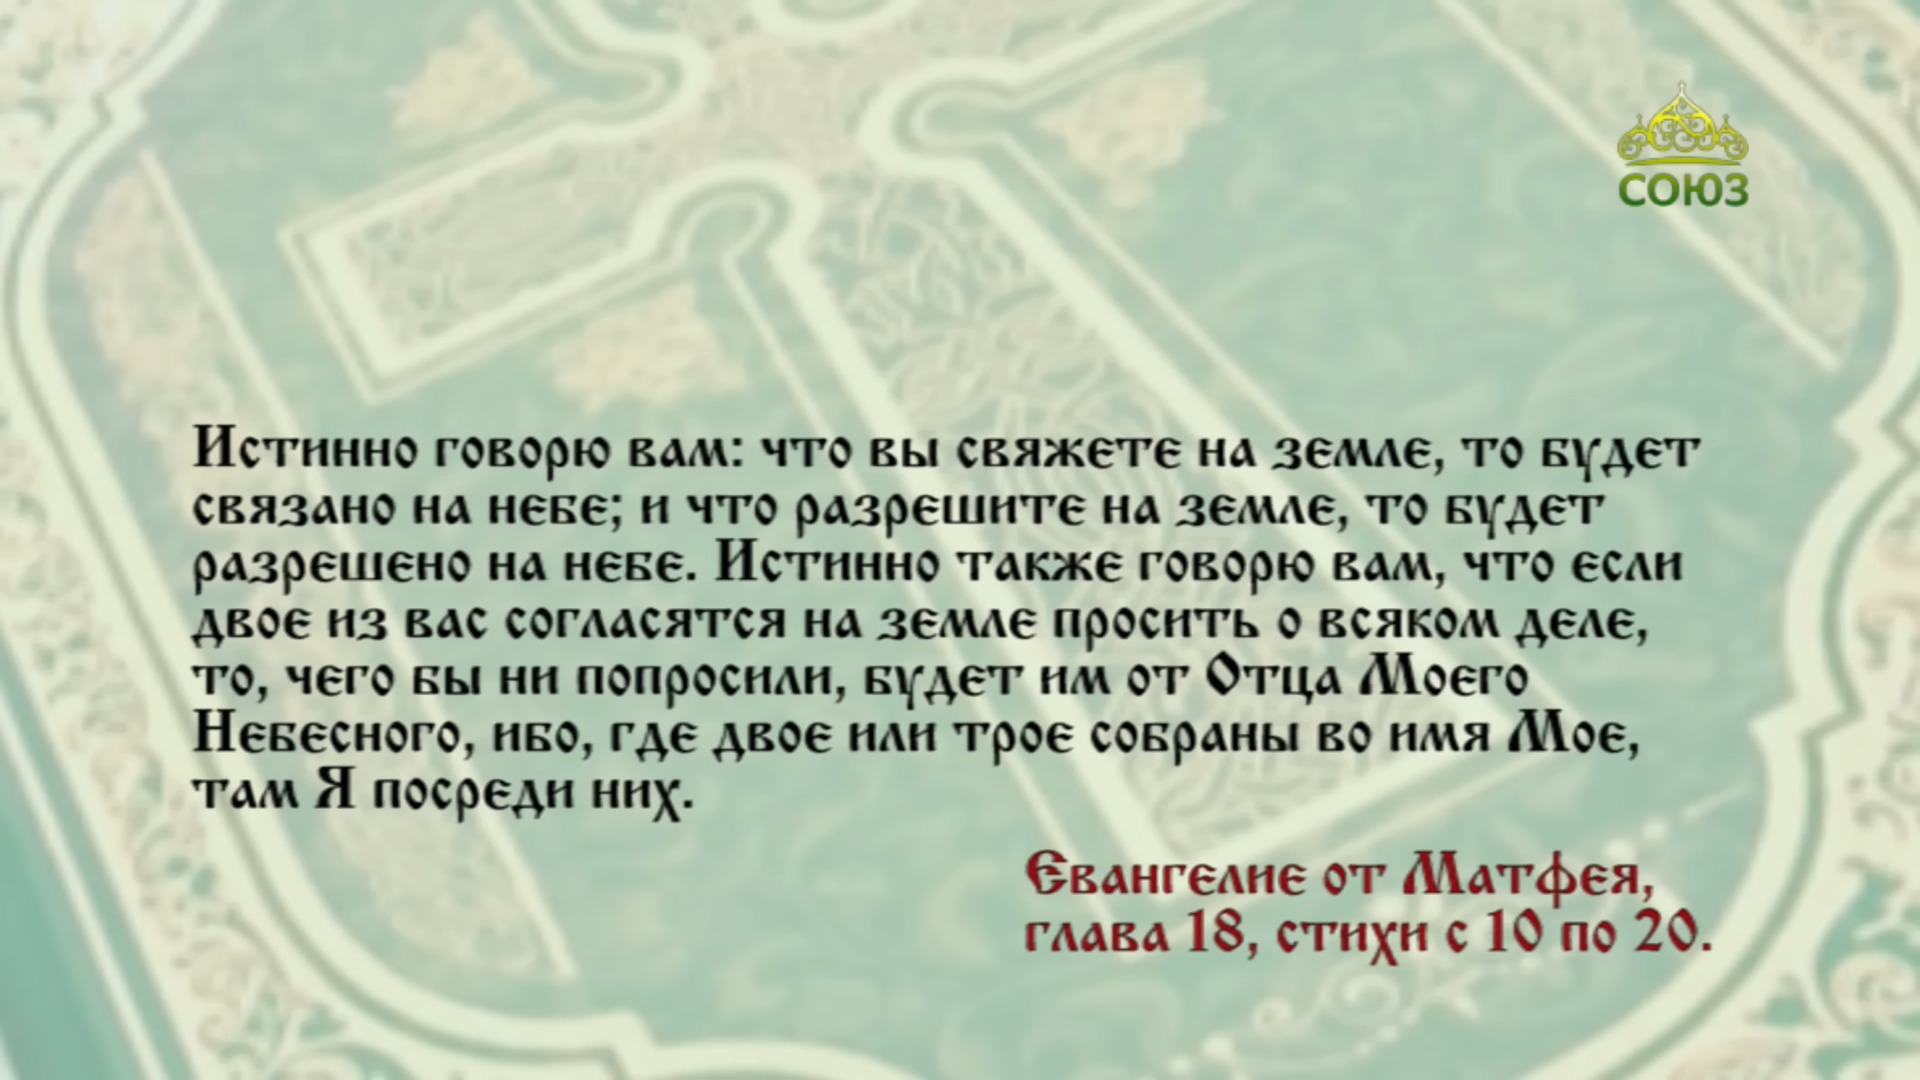 СОЮЗ
Истинно говорю вам: что вы свяжете на земле, то будет
связано на небе; и что разрешите на земле, то будет
разрешено на небе. Истинно также говорю вам, что если
двое из вас согласятся на земле просить о всяком деле,
то, чего бы ни попросили, будет им от Отца Моего
Небесного, ибо, где двое или трое собраны во имя Мое,
там Я посреди них.
Евангелие от Матфея,
глава 18, стихи с 10 по 20.